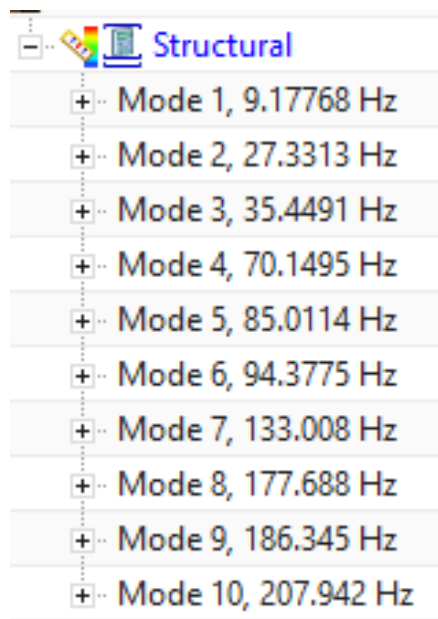 Structural
Mode 1, 9.17768 Hz
Mode 2, 27.3313 Hz
Mode 3, 35.4491 Hz
Mode 4, 70.1495 Hz
Mode 5, 85.0114 Hz
Mode 6, 94.3775 Hz
Mode 7, 133.008 Hz
Mode 8, 177.688 Hz
Mode 9, 186.345 Hz
Mode 10, 207.942 Hz